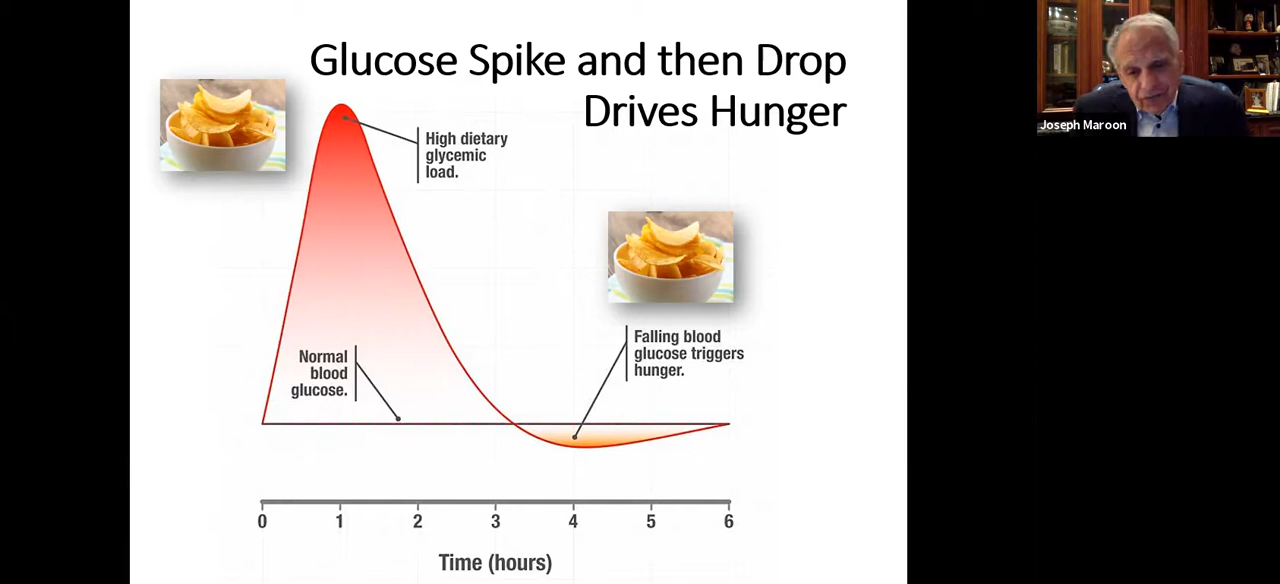 Glucose Spike and then Drop
Drives Hunger
High dietary
glycemic
load.
Falling blood
glucose triggers
hunger.
Normal
blood
glucose.
0 1 2 3 4 5 6
Time (hours)
Joseph Maroon